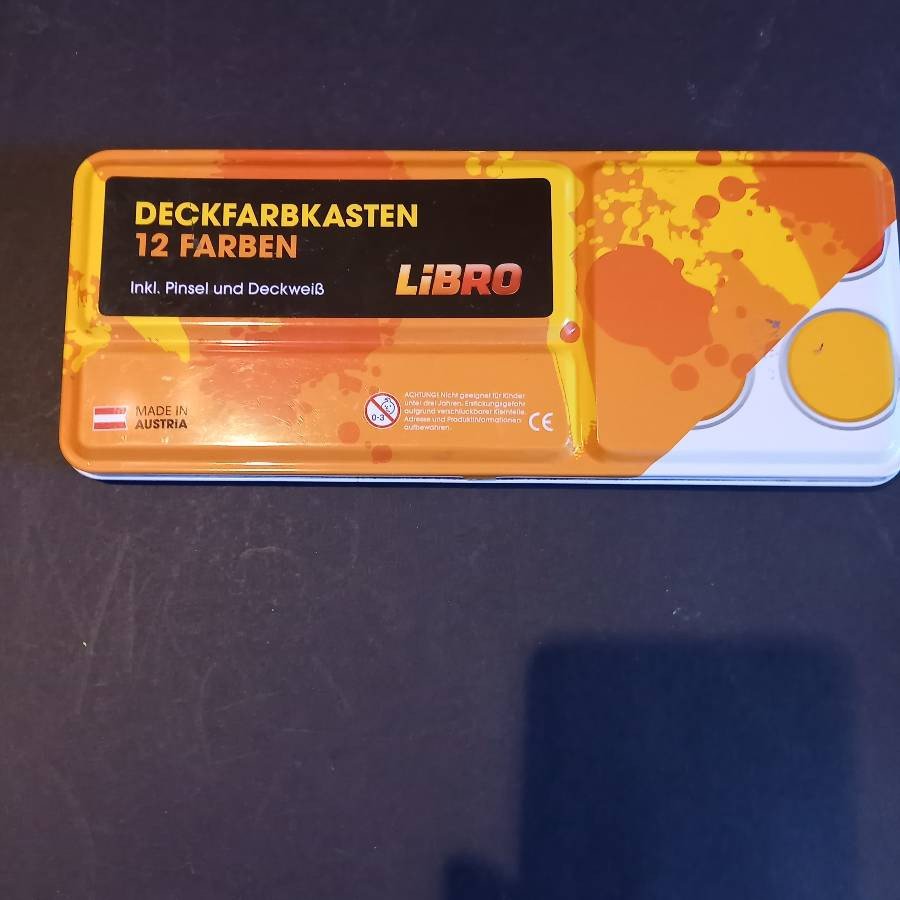 DECKFARBKASTEN
12 FARBEN
Inkl. Pinsel und Deckweiß
LiBRO
MADE IN
AUSTRIA
0-3
ACHTUNG! Nicht geeignet für Kinder
unter drei Jahren. Erstickungsgefahr
aufgrund verschluckbarer Kleinteile.
Adresse und Produktinformationen
aufbewahren.
CE